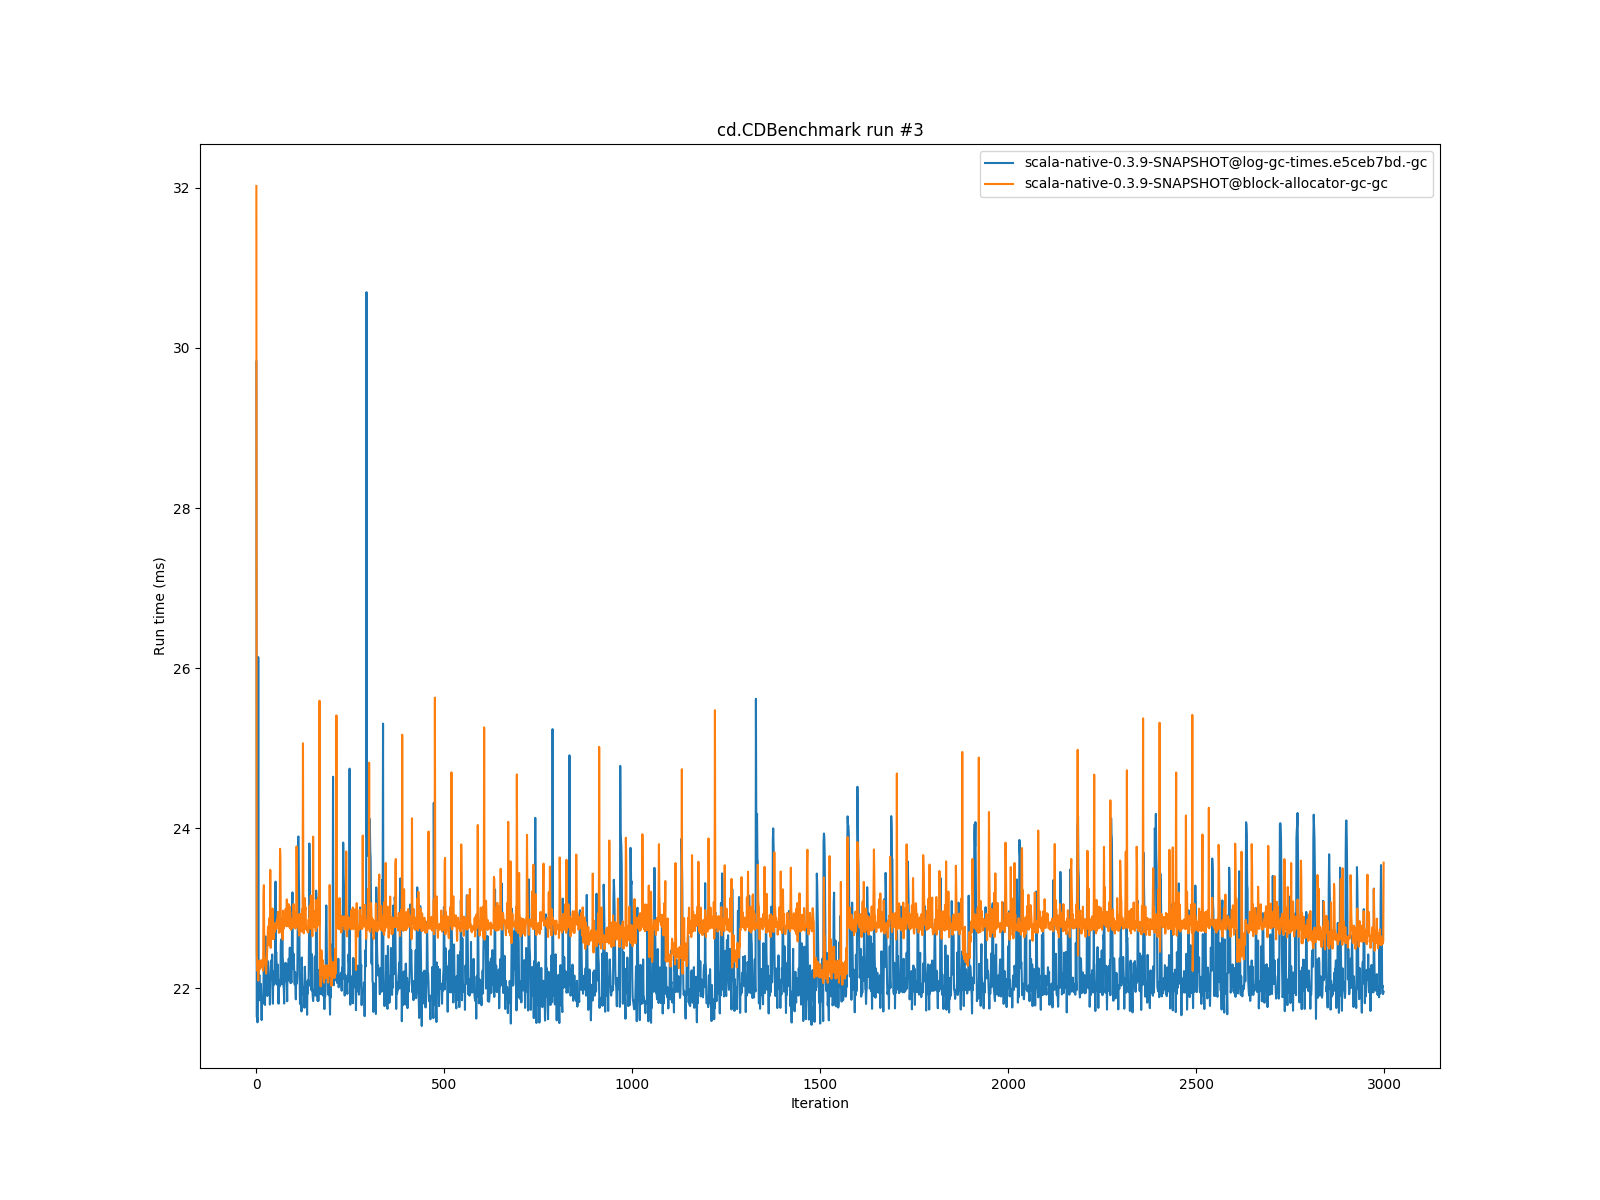 cd.CDBenchmark run #3
scala-native-0.3.9-SNAPSHOT@log-gc-times.e5ceb7bd.-gc
scala-native-0.3.9-SNAPSHOT@block-allocator-gc-gc
32
30
28
26
24
22
Run time (ms)
0 500 1000 1500 2000 2500 3000
Iteration